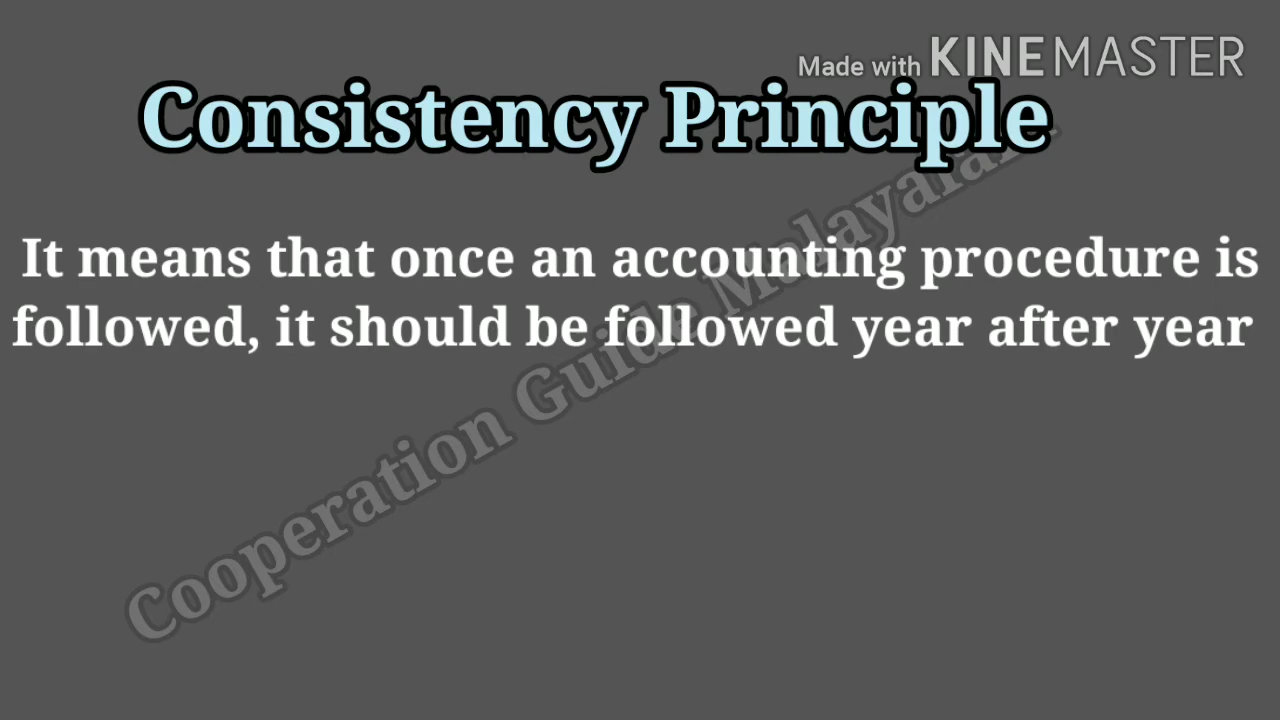 Made with KINEMASTER
Consistency Principle
It means that once an accounting procedure is
followed, it should be followed year after year
Cooperation Guide Malayalam